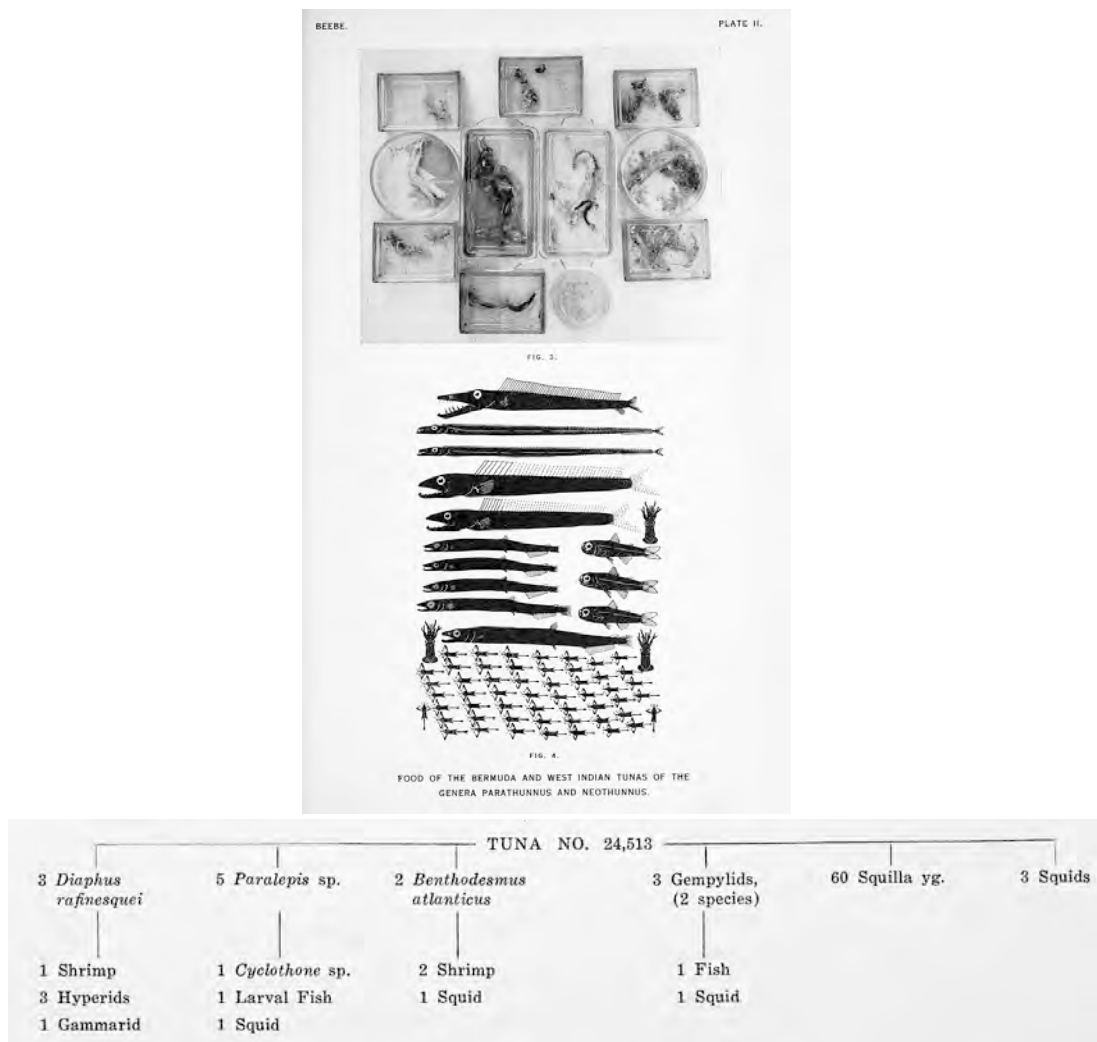 BEEBE.
PLATE II.
FIG. 3.
FIG. 4.
FOOD OF THE BERMUDA AND WEST INDIAN TUNAS OF THE
GENERA PARATHUNNUS AND NEOTHUNNUS.
TUNA NO. 24,513
3 Diaphus
rafinesquei
1 Shrimp
3 Hyperids
1 Gammarid
5 Paralepis sp.
1 Cyclothone sp.
1 Larval Fish
1 Squid
2 Benthodesmus
atlanticus
2 Shrimp
1 Squid
3 Gempylids,
(2 species)
1 Fish
1 Squid
60 Squilla yg.
3 Squids